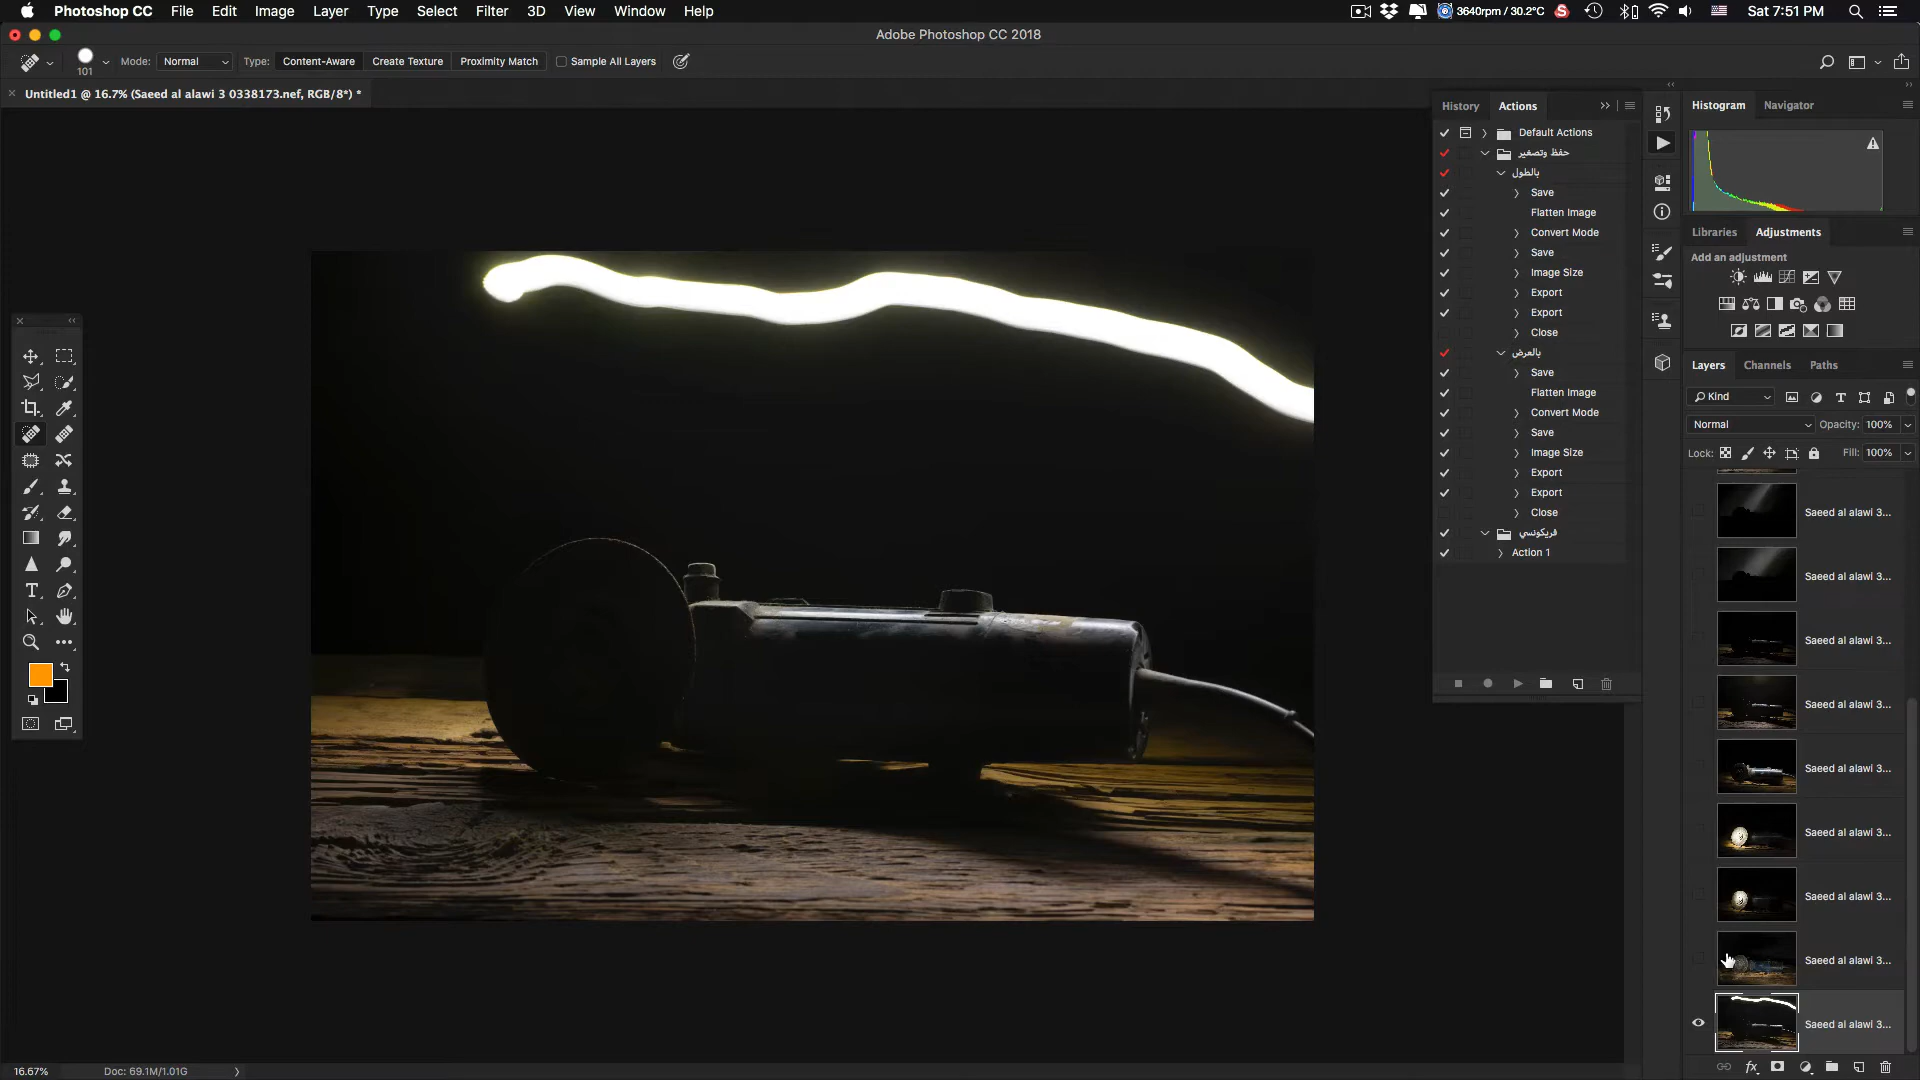 Photoshop CC File Edit Image Layer Type Select Filter 3D View Window Help 3640rpm / 30.2°C Sat 7:51 PM
Adobe Photoshop CC 2018
101 Mode: Normal Type: Content-Aware Create Texture Proximity Match Sample All Layers
Untitled1 @ 16.7% (Saeed al alawi 3 0338173.nef, RGB/8*) *
History Actions
Default Actions
حفظ وتصغير
بالطول
Save
Flatten Image
Convert Mode
Save
Image Size
Export
Export
Close
بالعرض
Save
Flatten Image
Convert Mode
Save
Image Size
Export
Export
Close
فريكونسي
Action 1
Histogram Navigator
Libraries Adjustments
Add an adjustment
Layers Channels Paths
Kind
Normal Opacity: 100%
Lock: Fill: 100%
Saeed al alawi 3...
Saeed al alawi 3...
Saeed al alawi 3...
Saeed al alawi 3...
Saeed al alawi 3...
Saeed al alawi 3...
Saeed al alawi 3...
Saeed al alawi 3...
Saeed al alawi 3...
fx
16.67% Doc: 69.1M/1.01G